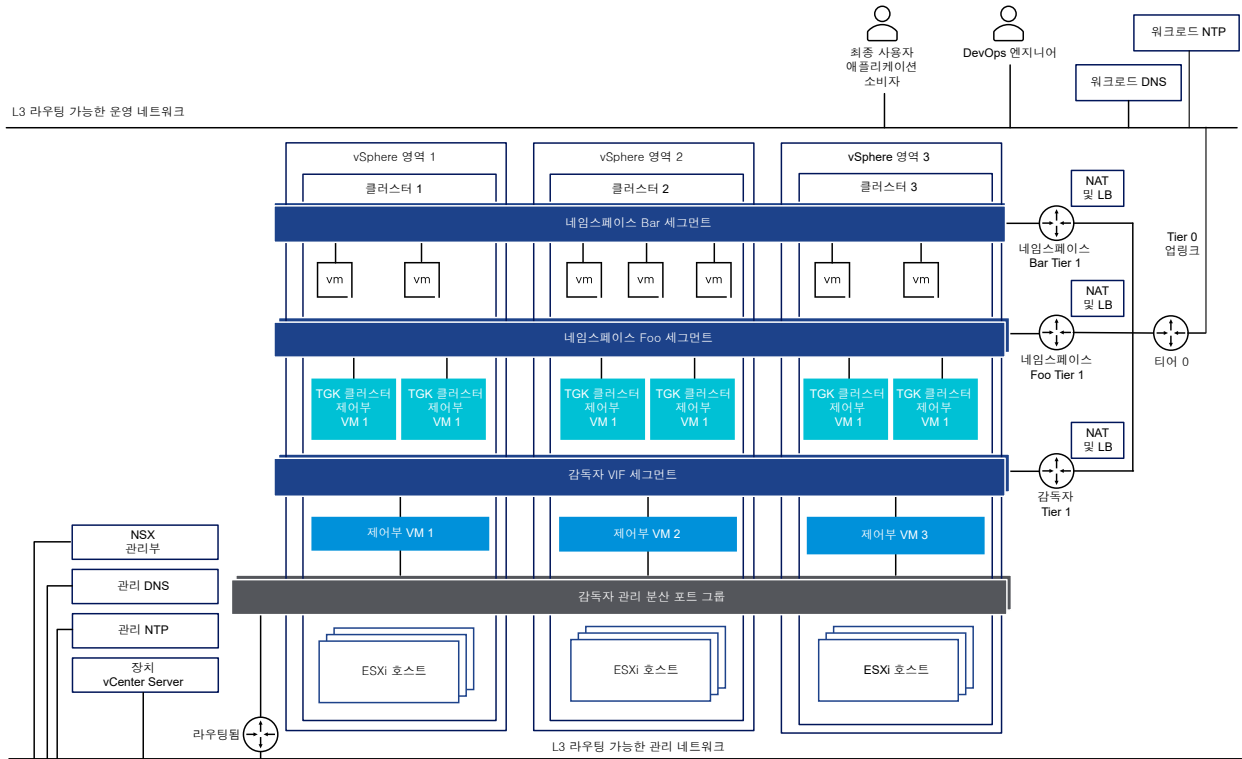 최종 사용자
애플리케이션
소비자
DevOps 엔지니어
워크로드 NTP
워크로드 DNS
L3 라우팅 가능한 운영 네트워크
vSphere 영역 1
vSphere 영역 2
vSphere 영역 3
클러스터 1
클러스터 2
클러스터 3
네임스페이스 Bar 세그먼트
NAT
및 LB
네임스페이스
Bar Tier 1
Tier 0
업링크
vm
vm
vm
vm
vm
vm
vm
네임스페이스 Foo 세그먼트
NAT
및 LB
네임스페이스
Foo Tier 1
티어 0
TGK 클러스터
제어부
VM 1
TGK 클러스터
제어부
VM 1
TGK 클러스터
제어부
VM 1
TGK 클러스터
제어부
VM 1
TGK 클러스터
제어부
VM 1
TGK 클러스터
제어부
VM 1
NAT
및 LB
감독자 VIF 세그먼트
감독자
Tier 1
제어부 VM 1
제어부 VM 2
제어부 VM 3
NSX
관리부
관리 DNS
관리 NTP
장치
vCenter Server
감독자 관리 분산 포트 그룹
ESXi 호스트
ESXi 호스트
ESXi 호스트
라우팅됨
L3 라우팅 가능한 관리 네트워크